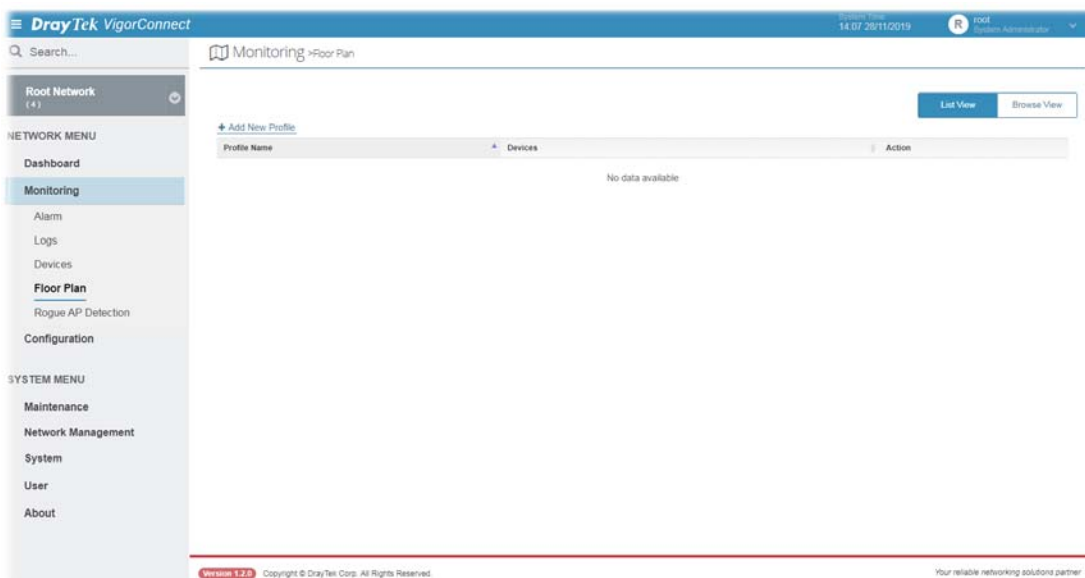 DrayTek VigorConnect
System Time
14:07 28/11/2019
R
root
System Administrator
Search...
Monitoring >Floor Plan
Root Network
(4)
List View
Browse View
NETWORK MENU
+ Add New Profile
Profile Name
Devices
Action
No data available
Dashboard
Monitoring
Alarm
Logs
Devices
Floor Plan
Rogue AP Detection
Configuration
SYSTEM MENU
Maintenance
Network Management
System
User
About
Version 1.2.0 Copyright © DrayTek Corp. All Rights Reserved.
Your reliable networking solutions partner